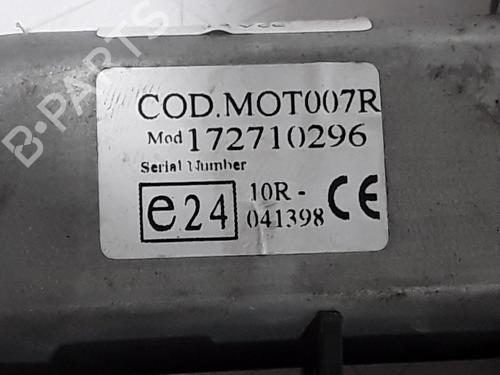 COD.MOT007R
Mod 172710296
Serial Number
e24
10R -
041398
CE
B-PARTS